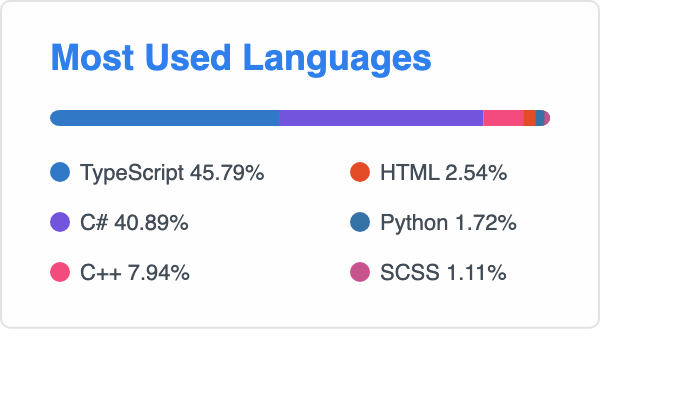 Most Used Languages
TypeScript 45.79%
C# 40.89%
C++ 7.94%
HTML 2.54%
Python 1.72%
SCSS 1.11%